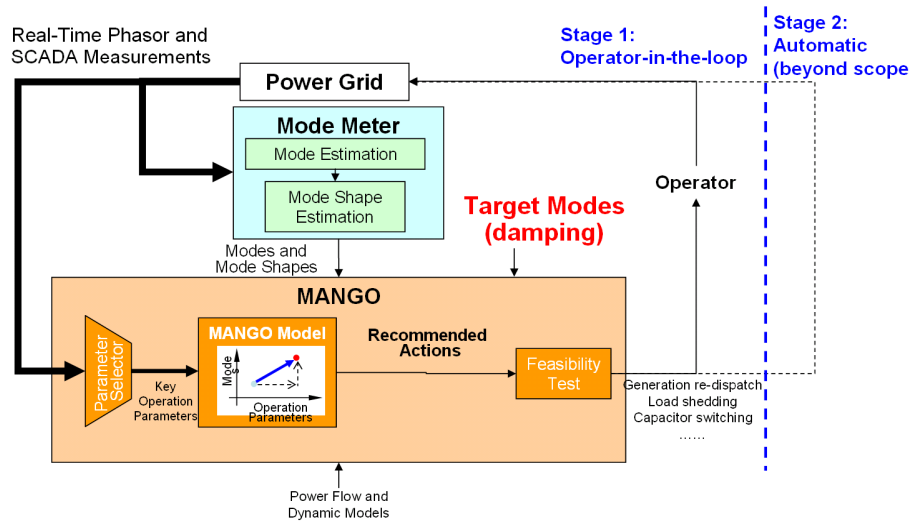 Real-Time Phasor and
SCADA Measurements
Stage 1:
Operator-in-the-loop
Stage 2:
Automatic
(beyond scope
Power Grid
Mode Meter
Mode Estimation
Mode Shape
Estimation
Operator
Target Modes
(damping)
Modes and
Mode Shapes
MANGO
Parameter
Selector
Key
Operation
Parameters
MANGO Model
Mode
s
Operation
Parameters
Recommended
Actions
Feasibility
Test
Generation re-dispatch
Load shedding
Capacitor switching
......
Power Flow and
Dynamic Models